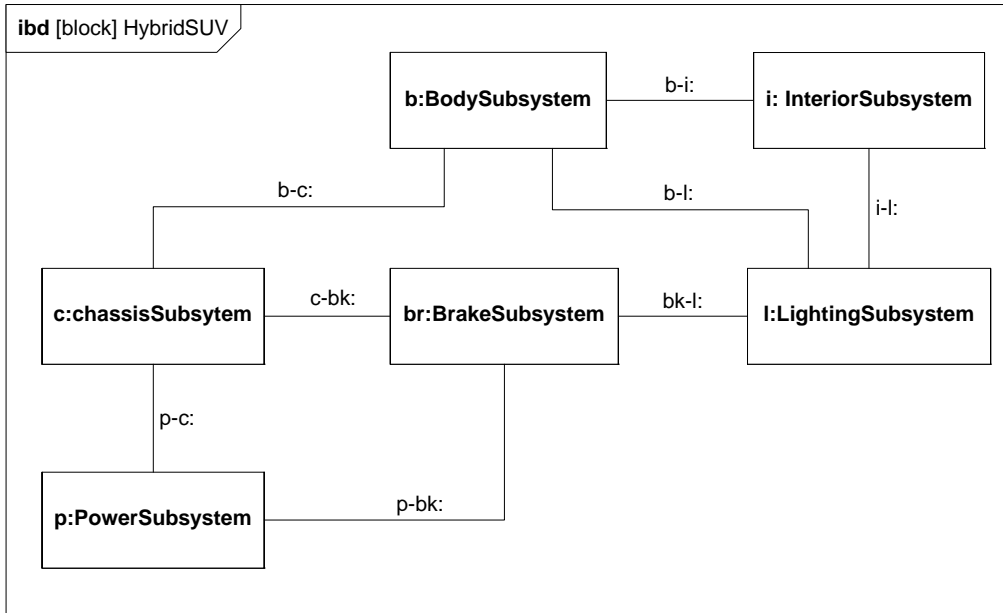 ibd [block] HybridSUV
b:BodySubsystem
b-i:
i: InteriorSubsystem
b-c:
b-l:
i-l:
c:chassisSubsytem
c-bk:
br:BrakeSubsystem
bk-l:
l:LightingSubsystem
p-c:
p:PowerSubsystem
p-bk: